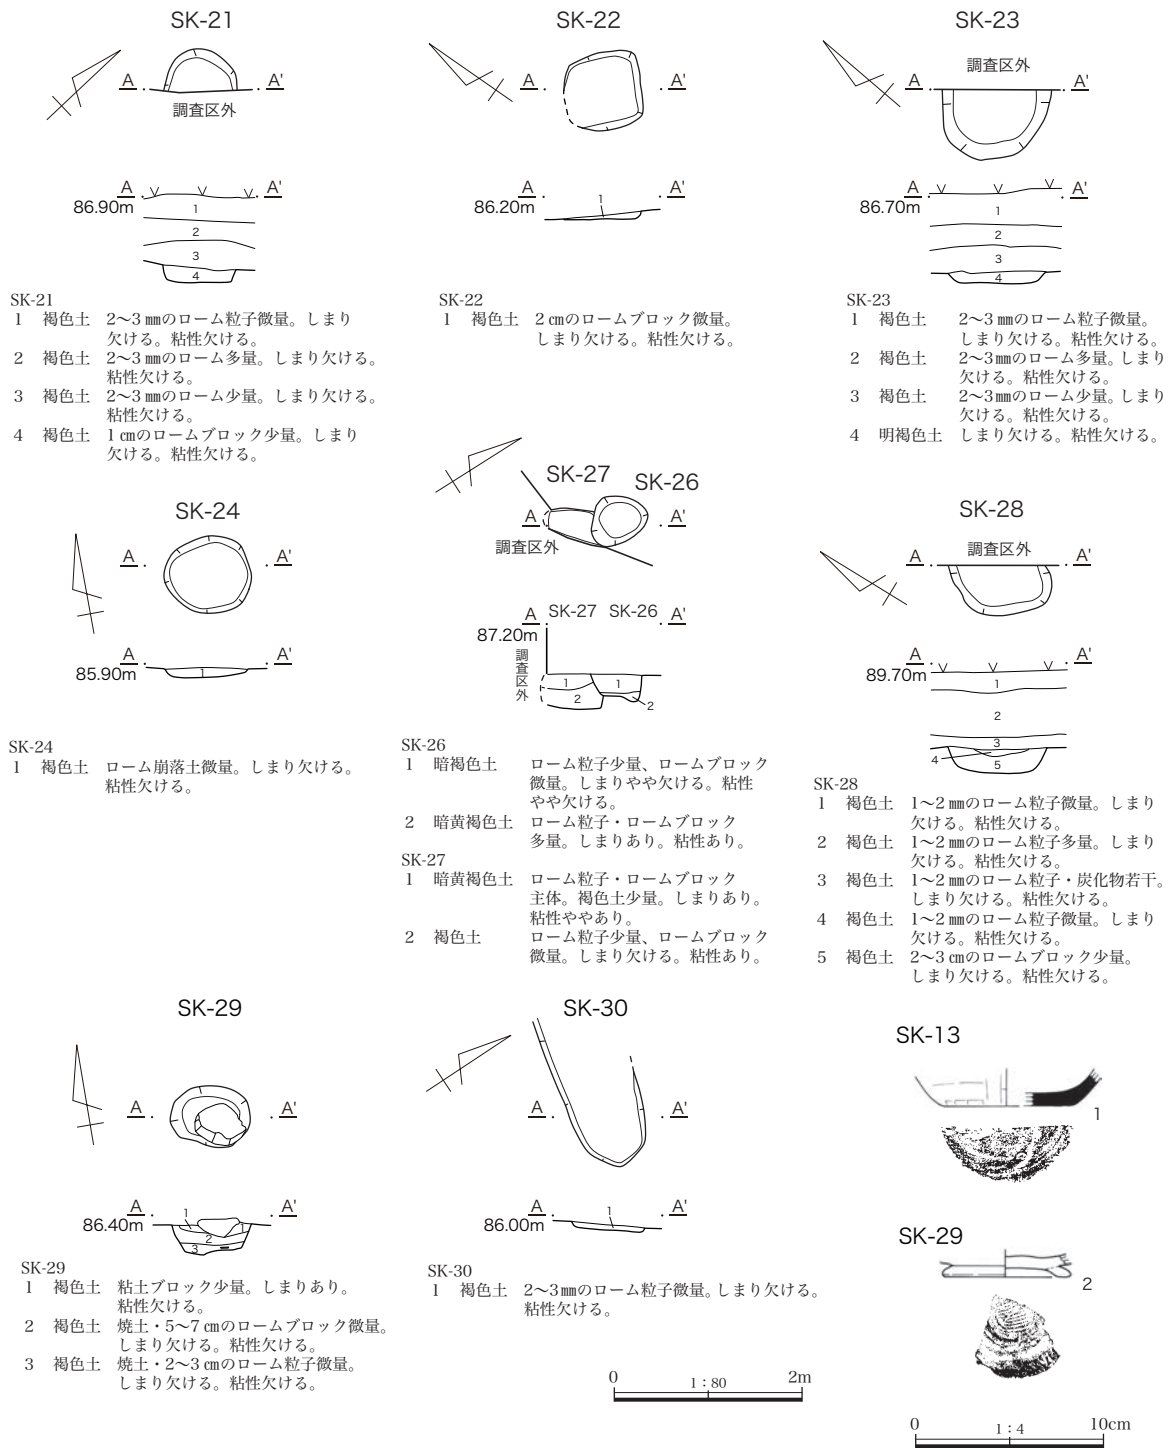 SK-21
A
A'
調査区外
A
A'
86.90m
1
2
3
4
SK-21
1 褐色土 2〜3㎜のローム粒子微量。しまり
欠ける。粘性欠ける。
2 褐色土 2〜3㎜のローム多量。しまり欠ける。
粘性欠ける。
3 褐色土 2〜3㎜のローム少量。しまり欠ける。
粘性欠ける。
4 褐色土 1㎝のロームブロック少量。しまり
欠ける。粘性欠ける。
SK-22
A
A'
A
A'
86.20m
1
SK-22
1 褐色土 2㎝のロームブロック微量。
しまり欠ける。粘性欠ける。
SK-23
調査区外
A
A'
A
A'
86.70m
1
2
3
4
SK-23
1 褐色土 2〜3㎜のローム粒子微量。
しまり欠ける。粘性欠ける。
2 褐色土 2〜3㎜のローム多量。しまり
欠ける。粘性欠ける。
3 褐色土 2〜3㎜のローム少量。しまり
欠ける。粘性欠ける。
4 明褐色土 しまり欠ける。粘性欠ける。
SK-24
A
A'
A
A'
85.90m
1
SK-24
1 褐色土 ローム崩落土微量。しまり欠ける。
粘性欠ける。
SK-27
SK-26
A
A'
調査区外
A
SK-27 SK-26
A'
87.20m
調査区外
1
2
1
2
SK-26
1 暗褐色土 ローム粒子少量、ロームブロック
微量。しまりやや欠ける。粘性
やや欠ける。
2 暗黄褐色土 ローム粒子・ロームブロック
多量。しまりあり。粘性あり。
SK-27
1 暗黄褐色土 ローム粒子・ロームブロック
主体。褐色土少量。しまりあり。
粘性ややあり。
2 褐色土 ローム粒子少量、ロームブロック
微量。しまり欠ける。粘性あり。
SK-28
調査区外
A
A'
A
A'
89.70m
1
2
3
4
5
SK-28
1 褐色土 1〜2㎜のローム粒子微量。しまり
欠ける。粘性欠ける。
2 褐色土 1〜2㎜のローム粒子多量。しまり
欠ける。粘性欠ける。
3 褐色土 1〜2㎜のローム粒子・炭化物若干。
しまり欠ける。粘性欠ける。
4 褐色土 1〜2㎜のローム粒子微量。しまり
欠ける。粘性欠ける。
5 褐色土 2〜3㎝のロームブロック少量。
しまり欠ける。粘性欠ける。
SK-29
A
A'
A
A'
86.40m
1
1
2
3
SK-29
1 褐色土 粘土ブロック少量。しまりあり。
粘性欠ける。
2 褐色土 焼土・5〜7㎝のロームブロック微量。
しまり欠ける。粘性欠ける。
3 褐色土 焼土・2〜3㎝のローム粒子微量。
しまり欠ける。粘性欠ける。
SK-30
A
A'
A
A'
86.00m
1
SK-30
1 褐色土 2〜3㎜のローム粒子微量。しまり欠ける。
粘性欠ける。
0 1：80 2m
SK-13
1
SK-29
2
0 1：4 10cm